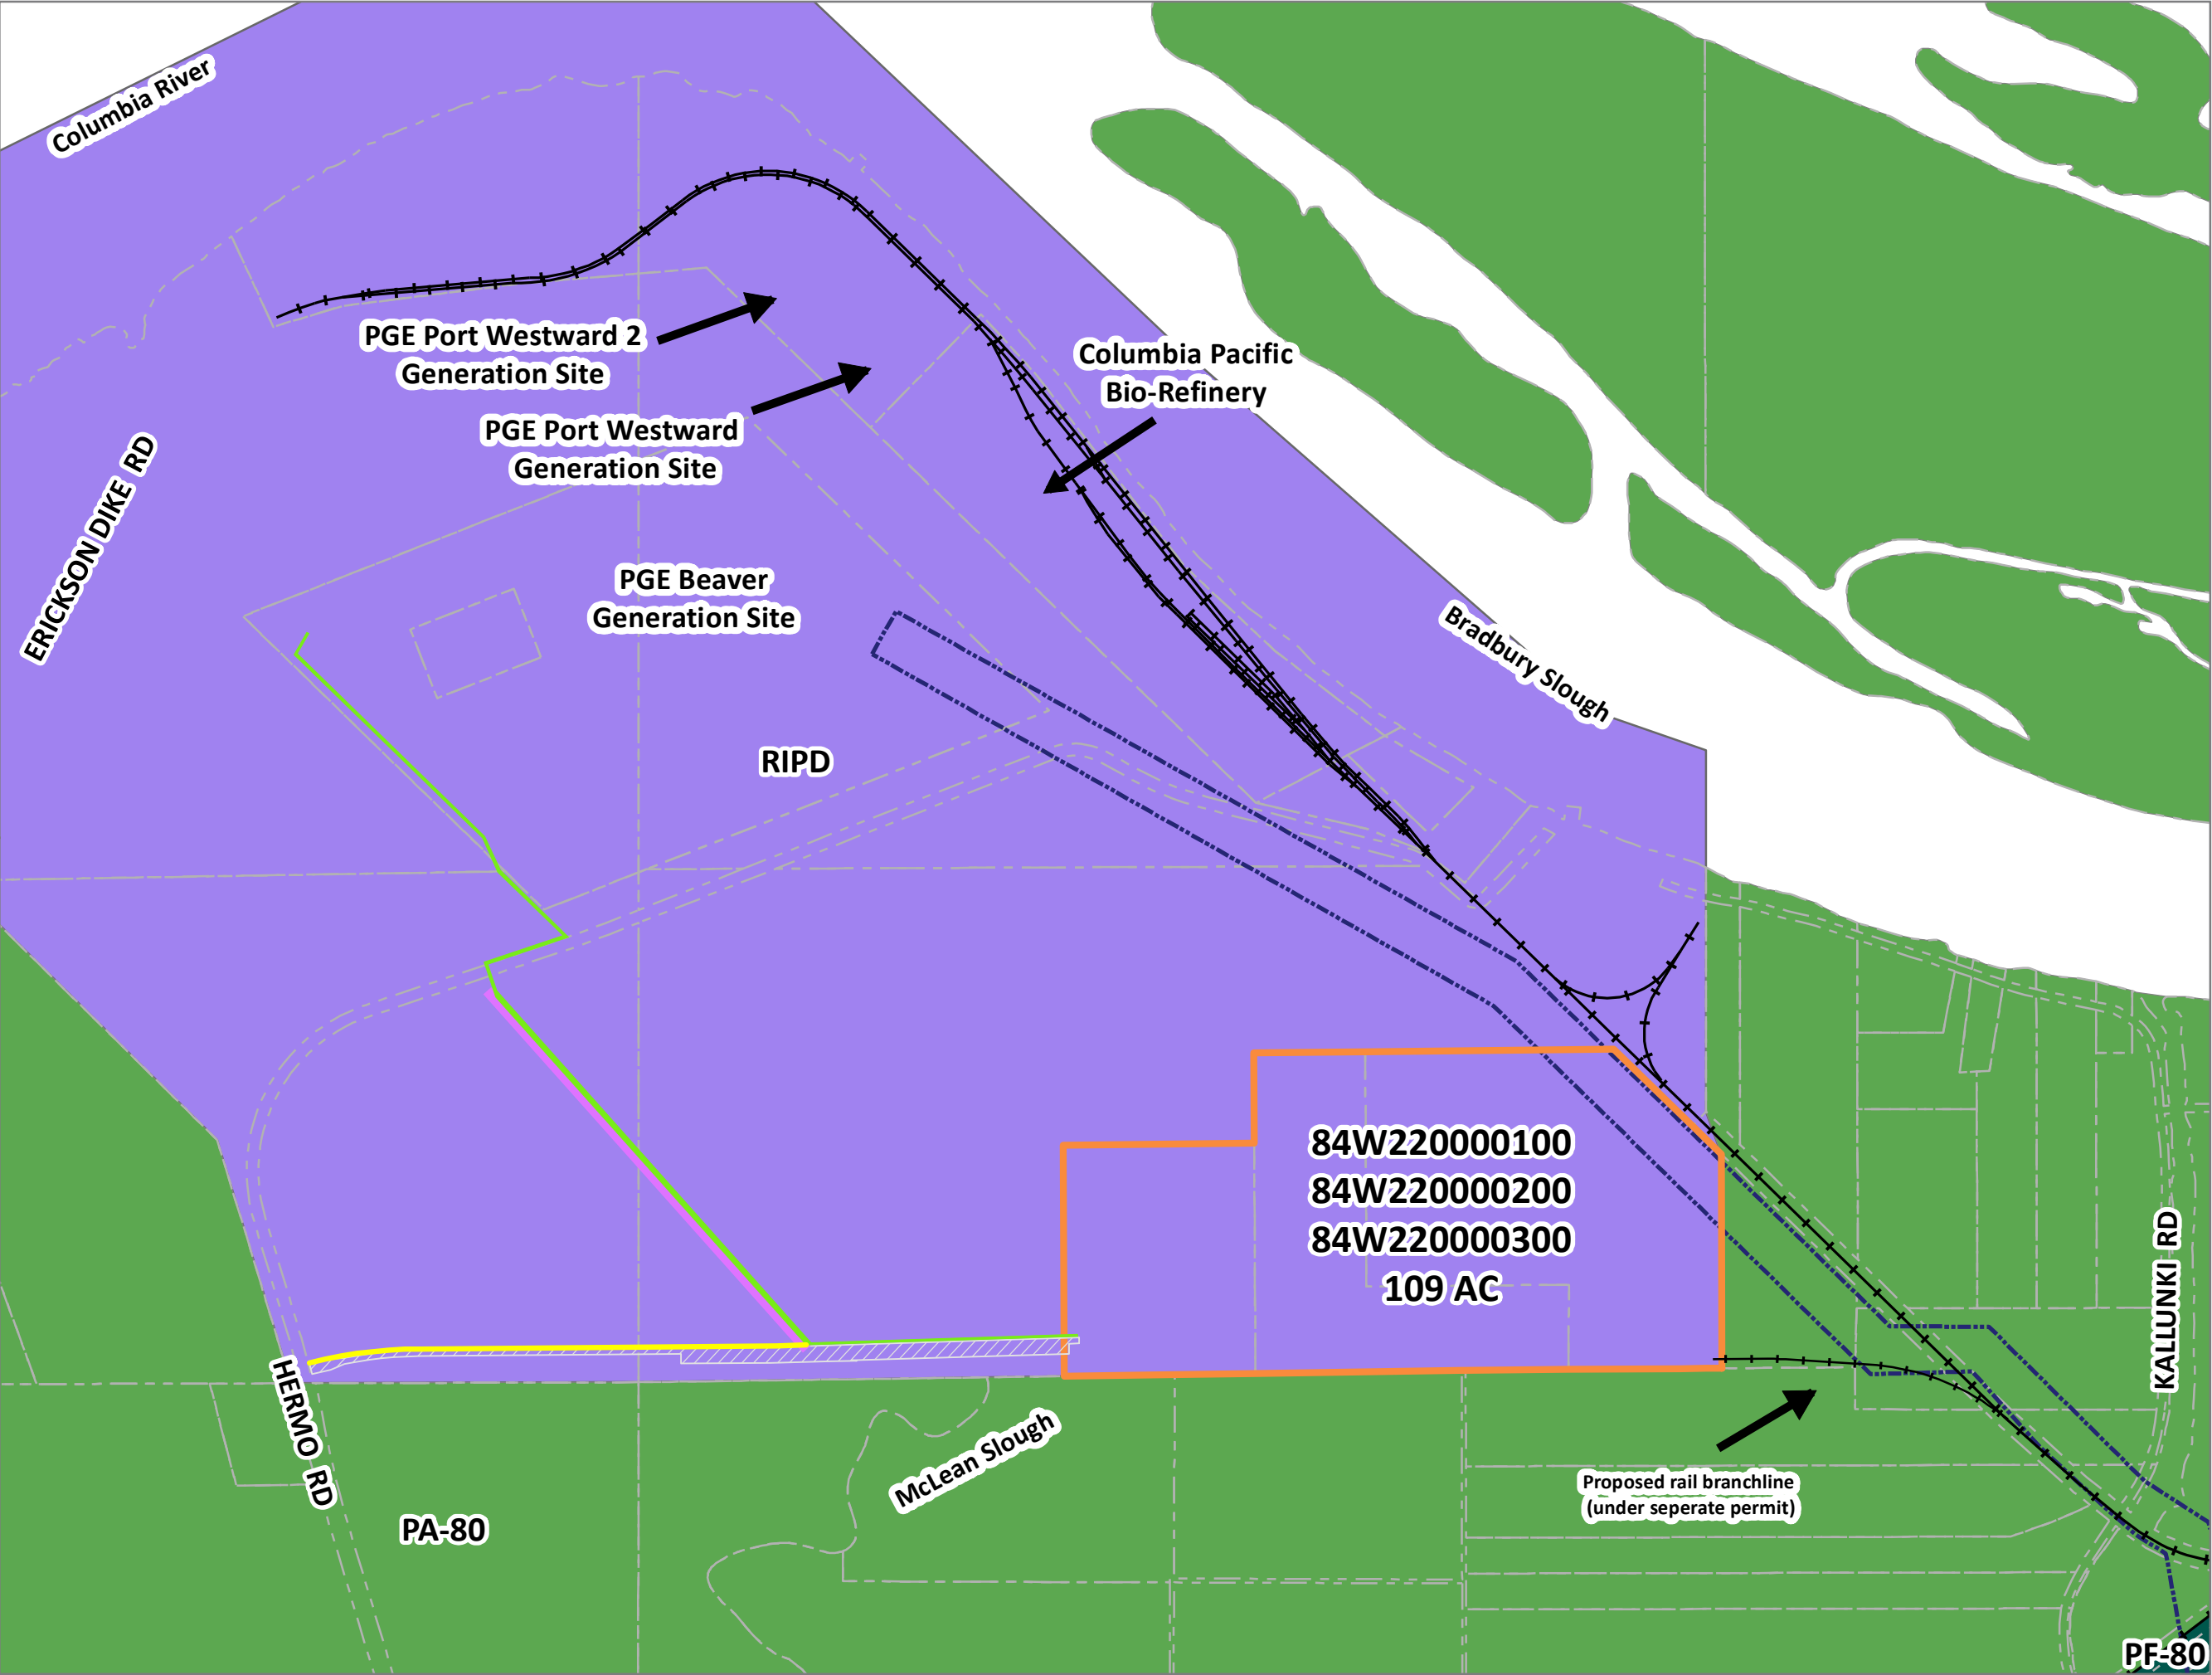 Columbia River
PGE Port Westward 2
Generation Site
PGE Port Westward
Generation Site
Columbia Pacific
Bio-Refinery
ERICKSON DIKE RD
PGE Beaver
Generation Site
Bradbury Slough
RIPD
84W220000100
84W220000200
84W220000300
109 AC
KALLUNKI RD
HERMO RD
McLean Slough
Proposed rail branchline
(under seperate permit)
PA-80
PF-80